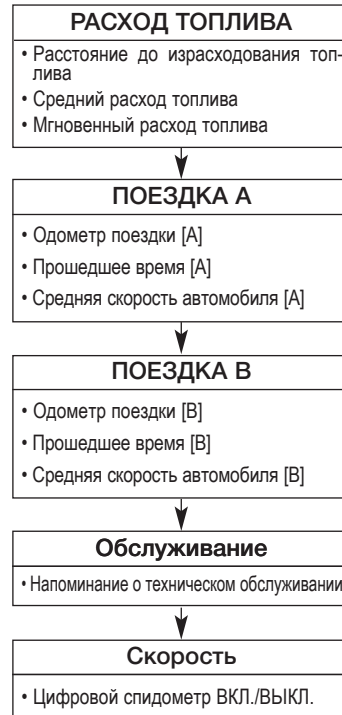 РАСХОД ТОПЛИВА
• Расстояние до израсходования топ-
лива
• Средний расход топлива
• Мгновенный расход топлива
ПОЕЗДКА A
• Одометр поездки [A]
• Прошедшее время [A]
• Средняя скорость автомобиля [A]
ПОЕЗДКА B
• Одометр поездки [B]
• Прошедшее время [B]
• Средняя скорость автомобиля [B]
Обслуживание
• Напоминание о техническом обслуживании
Скорость
• Цифровой спидометр ВКЛ./ВЫКЛ.